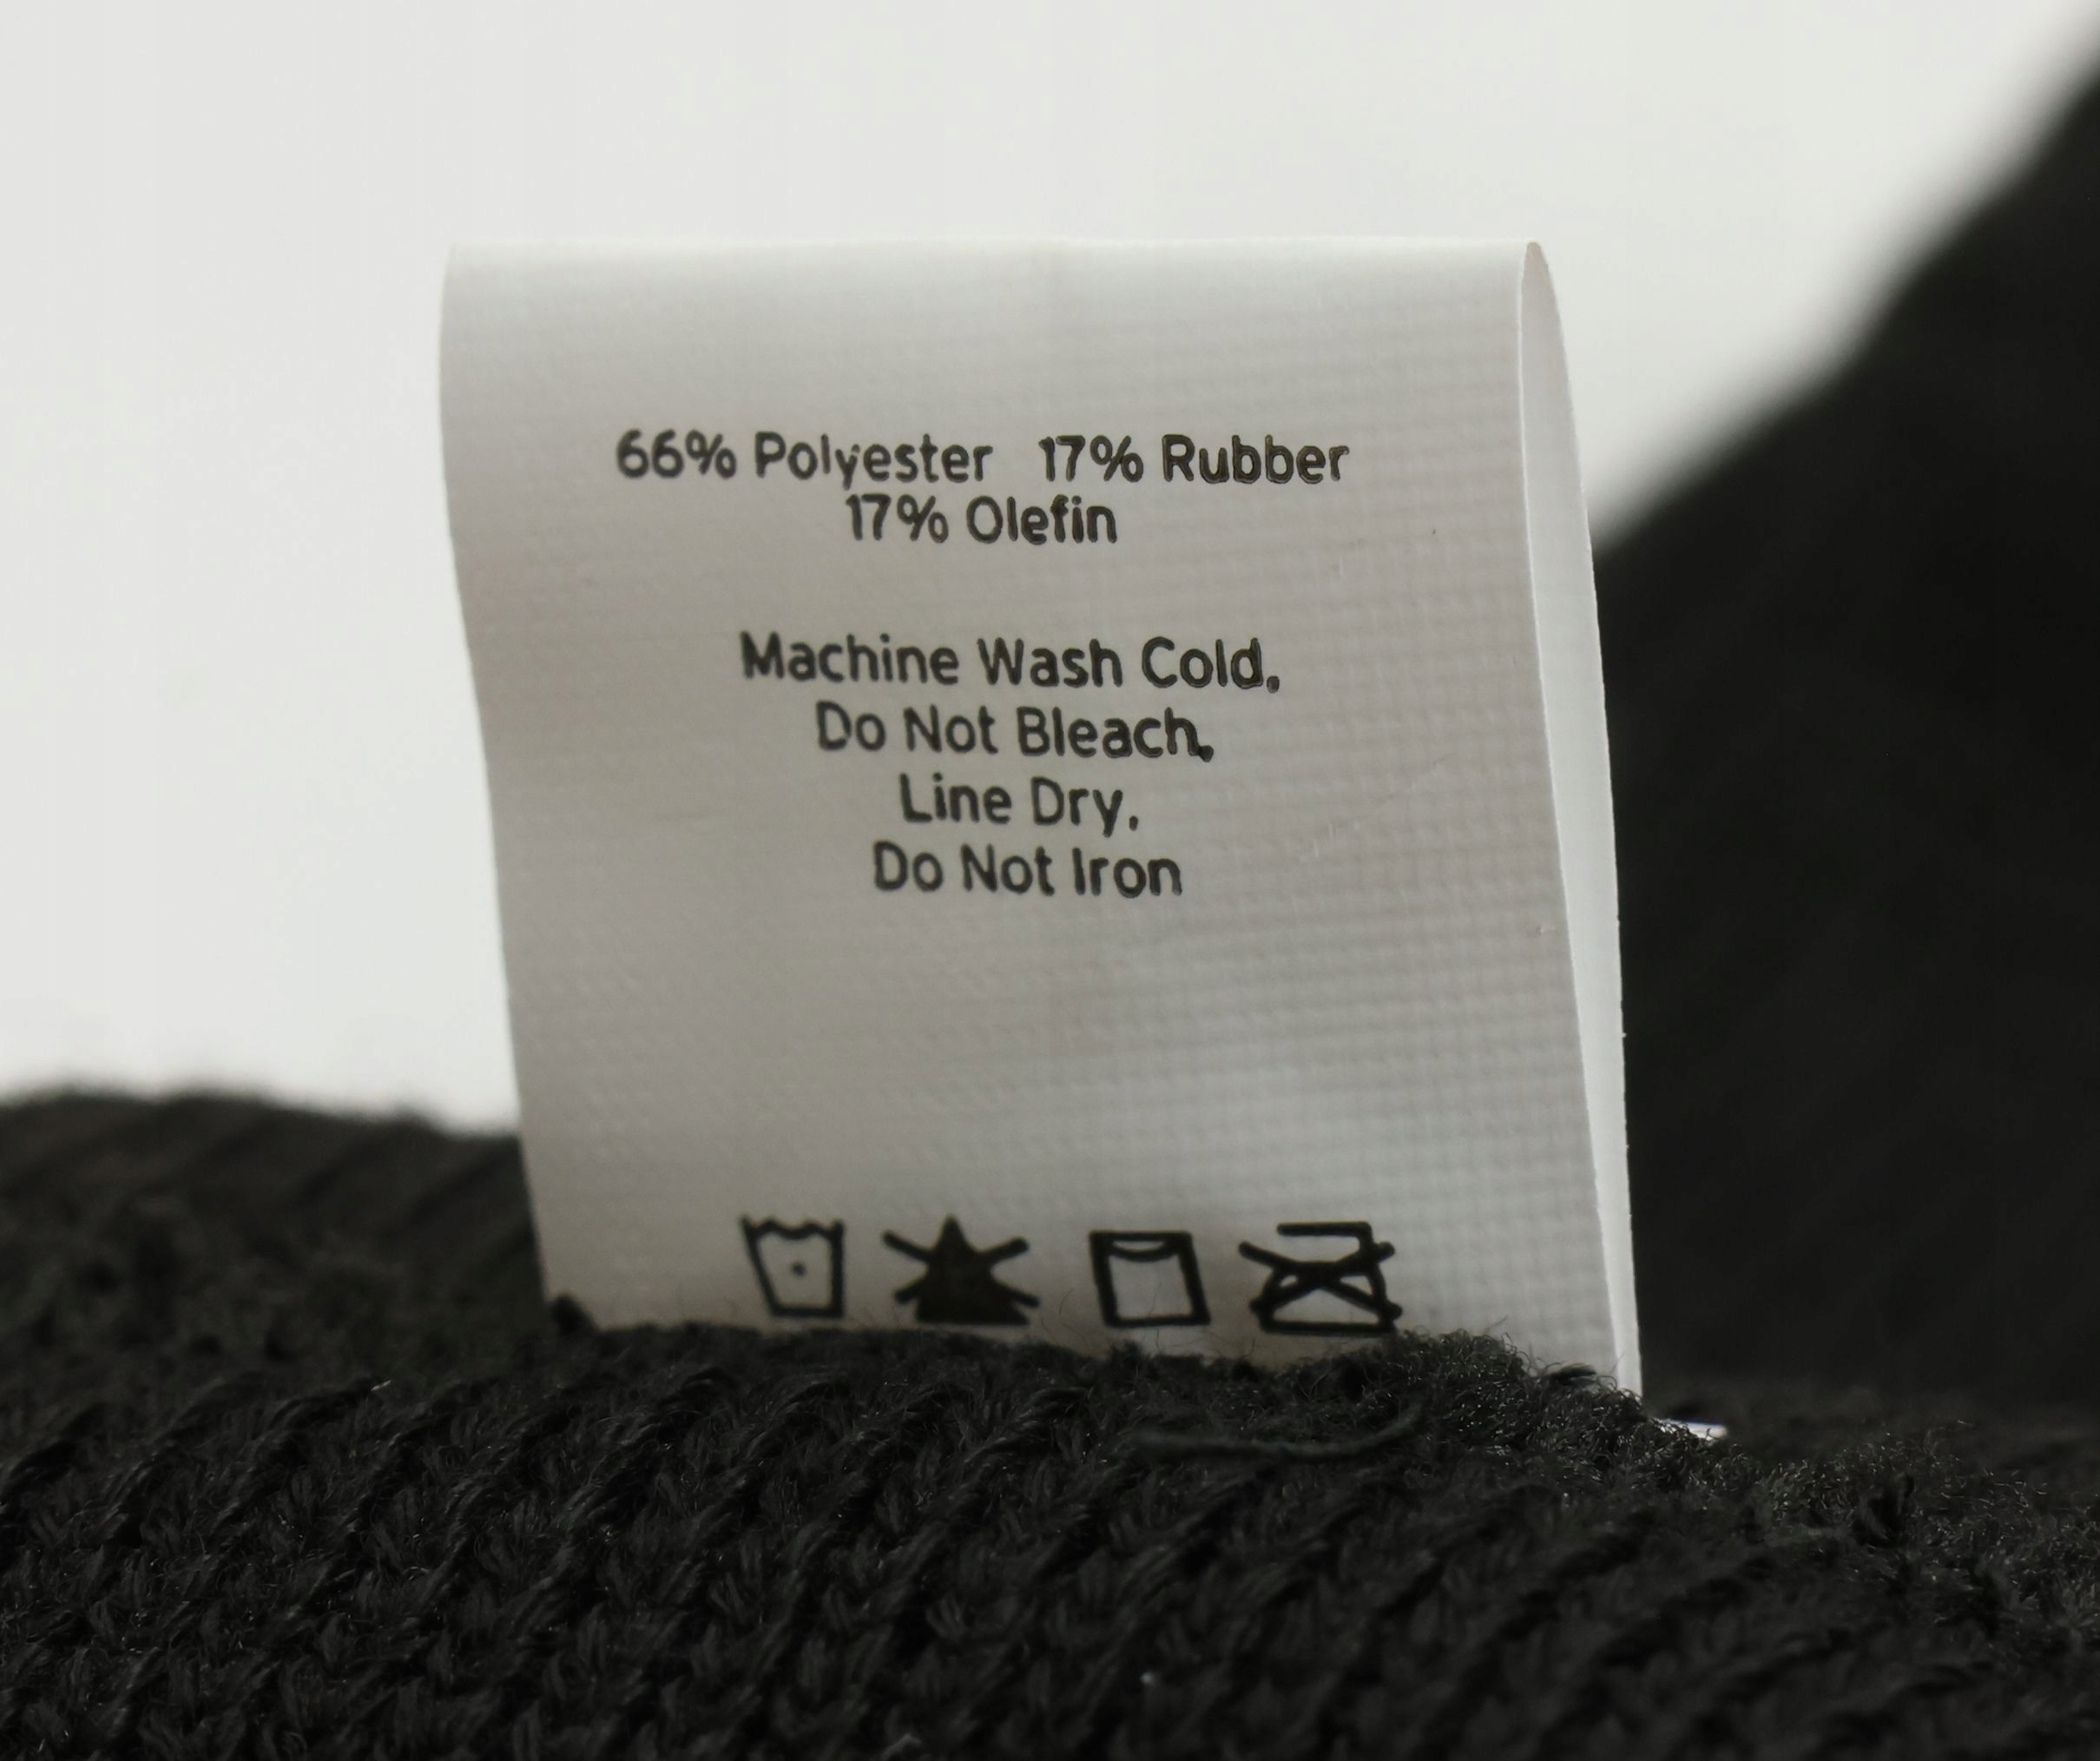 66% Polyester 17% Rubber
17% Olefin
Machine Wash Cold.
Do Not Bleach.
Line Dry.
Do Not Iron